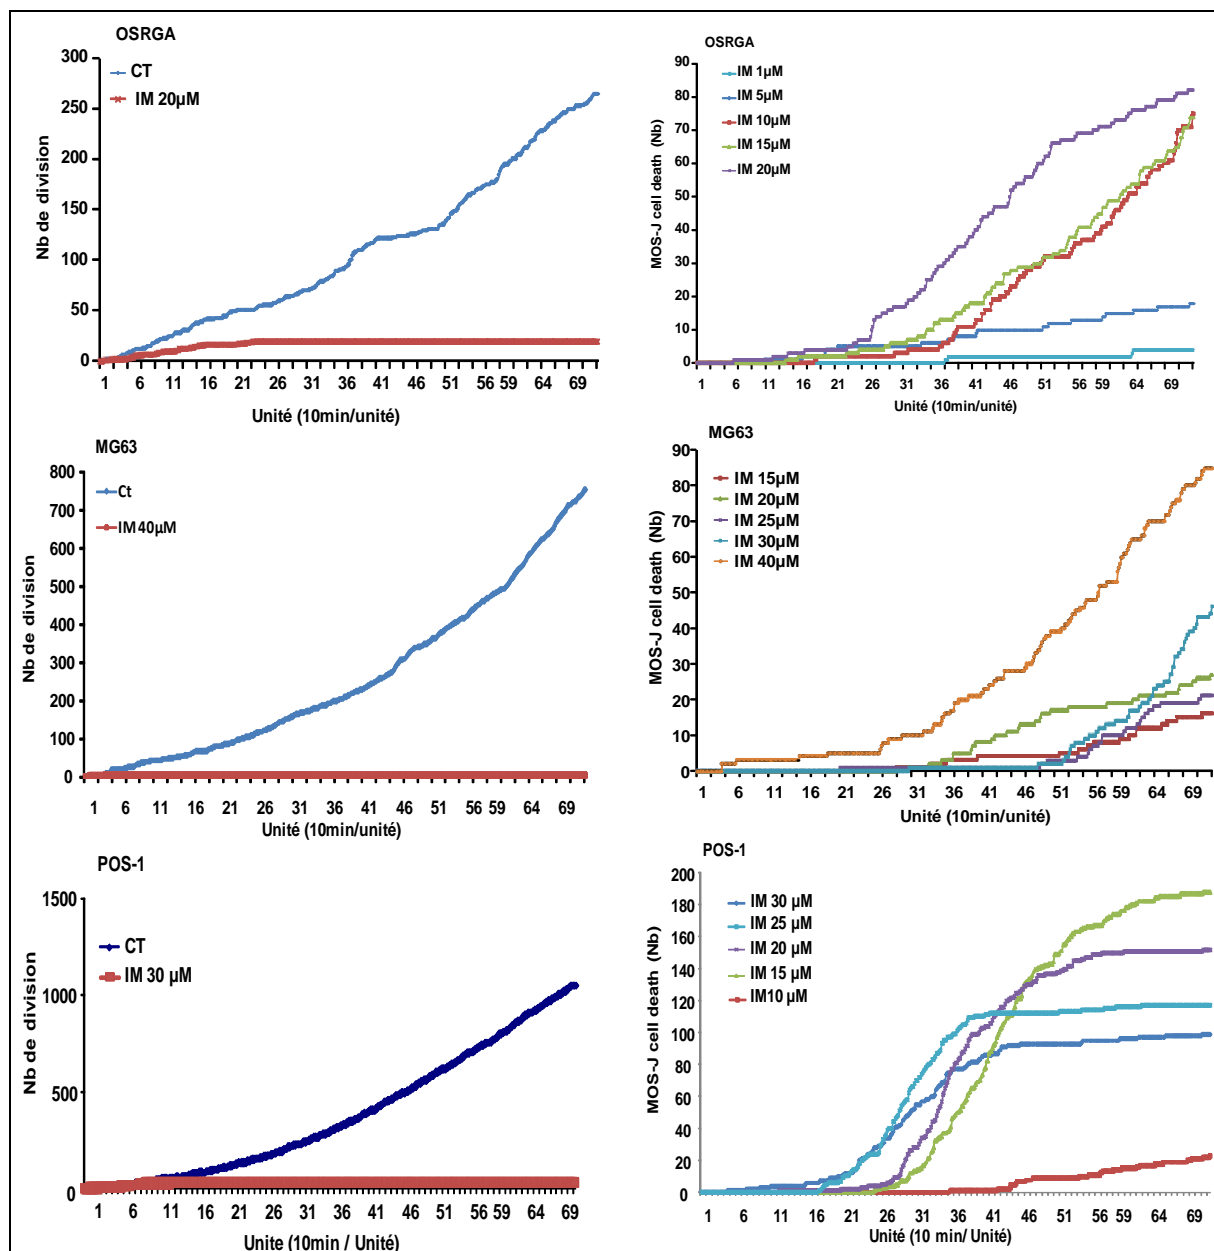 OSRGA
Nb de division
300
250
200
150
100
50
0
CT
IM 20µM
1 6 11 16 21 26 31 36 41 46 51 56 59 64 69
Unité (10min/unité)
OSRGA
MOS-J cell death (Nb)
90
80
70
60
50
40
30
20
10
0
IM 1µM
IM 5µM
IM 10µM
IM 15µM
IM 20µM
1 6 11 16 21 26 31 36 41 46 51 56 59 64 69
Unité (10min/unité)
MG63
Nb de division
800
700
600
500
400
300
200
100
0
Ct
IM 40µM
1 6 11 16 21 26 31 36 41 46 51 56 59 64 69
Unité (10min/unité)
MG63
MOS-J cell death (Nb)
90
80
70
60
50
40
30
20
10
0
IM 15µM
IM 20µM
IM 25µM
IM 30µM
IM 40µM
1 6 11 16 21 26 31 36 41 46 51 56 59 64 69
Unité (10min/unité)
POS-1
Nb de division
1500
1000
500
0
CT
IM 30 µM
1 6 11 16 21 26 31 36 41 46 51 56 59 64 69
Unite (10min / Unité)
POS-1
MOS-J cell death (Nb)
200
180
160
140
120
100
80
60
40
20
0
IM 30 µM
IM 25 µM
IM 20 µM
IM 15 µM
IM10 µM
1 6 11 16 21 26 31 36 41 46 51 56 59 64 69
Unité (10 min/ Unité)